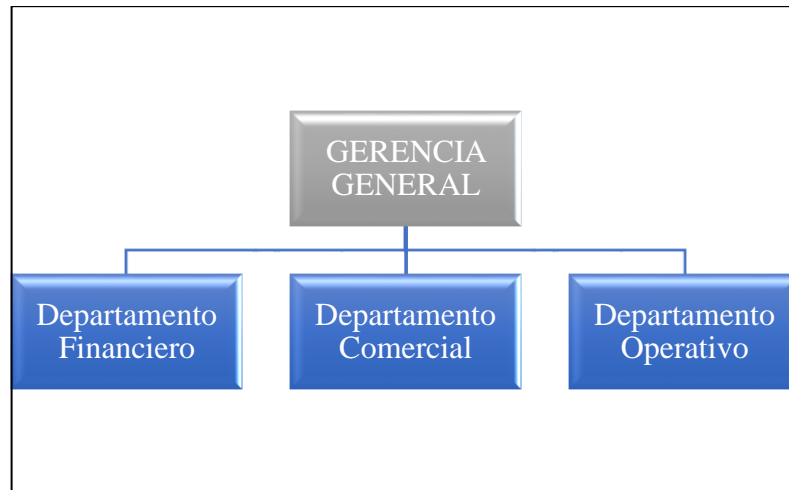 GERENCIA
GENERAL
Departamento
Financiero
Departamento
Comercial
Departamento
Operativo